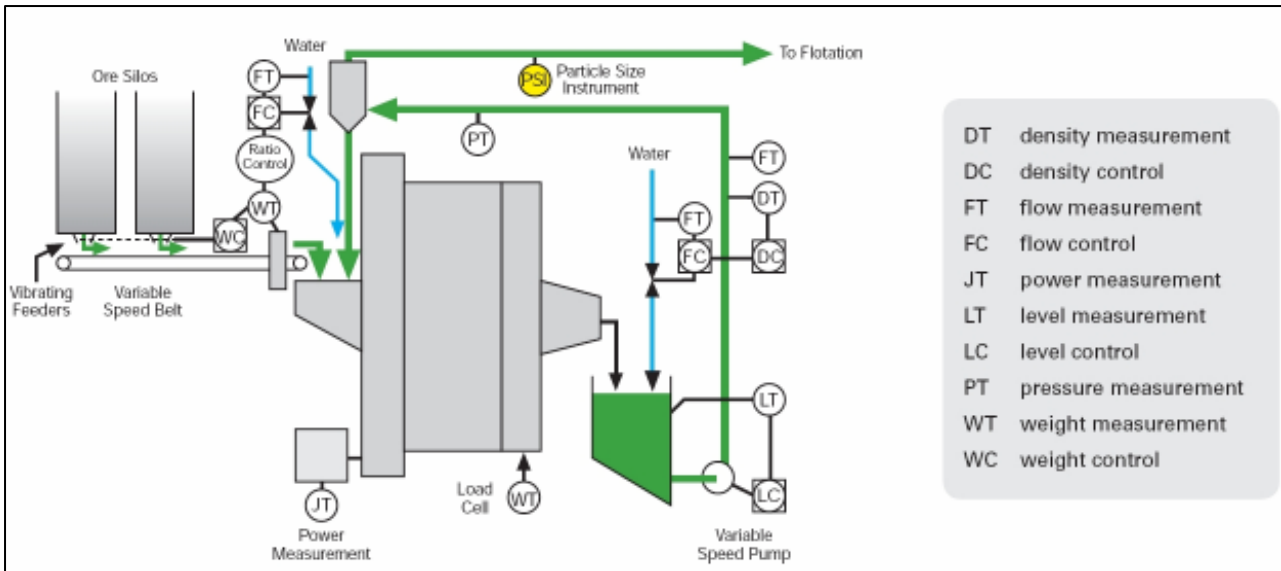 Water
To Flotation
Ore Silos
FT
PSI
Particle Size
Instrument
FC
PT
Ratio
Control
Water
FT
WT
DT
FT
WC
FC
DC
Vibrating
Feeders
Variable
Speed Belt
LT
Load
Cell
WT
LC
JT
Power
Measurement
Variable
Speed Pump
DT density measurement
DC density control
FT flow measurement
FC flow control
JT power measurement
LT level measurement
LC level control
PT pressure measurement
WT weight measurement
WC weight control